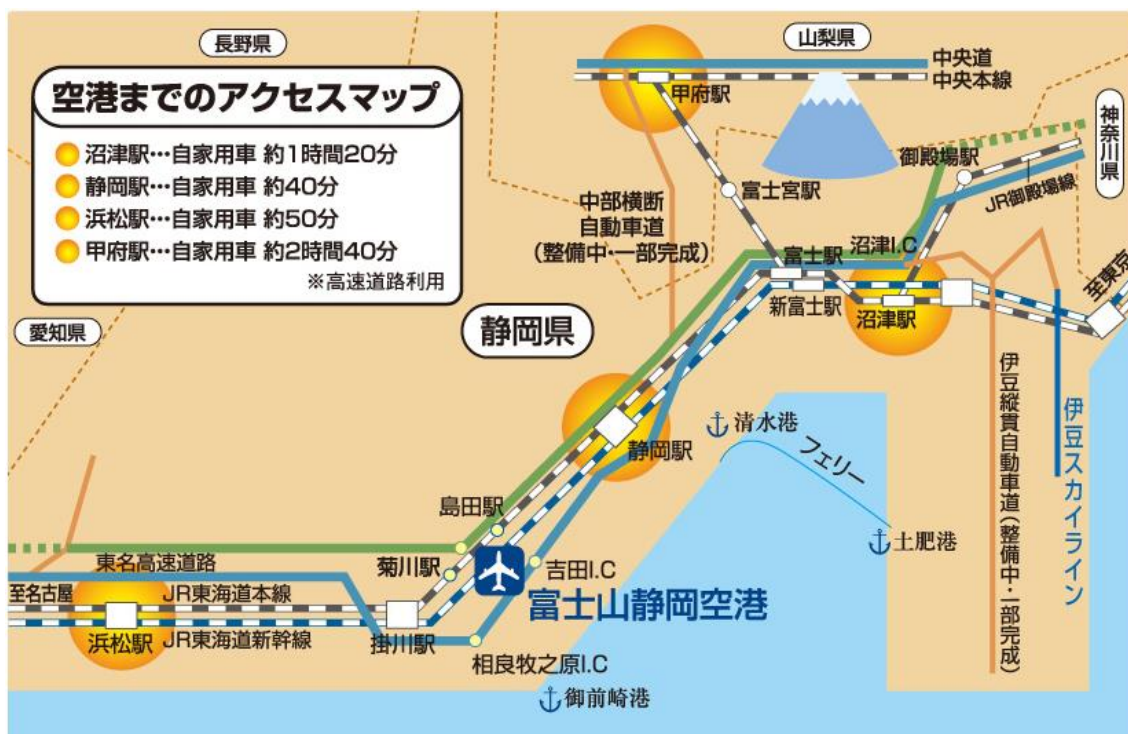 長野県
山梨県
空港までのアクセスマップ
沼津駅…自家用車 約1時間20分
静岡駅…自家用車 約40分
浜松駅…自家用車 約50分
甲府駅…自家用車 約2時間40分
※高速道路利用
中央道
中央本線
甲府駅
神奈川県
御殿場駅
JR御殿場線
富士宮駅
中部横断
自動車道
(整備中・一部完成)
沼津I.C
富士駅
新富士駅
沼津駅
至東京
愛知県
静岡県
伊豆縦貫自動車道(整備中・一部完成)
伊豆スカイライン
清水港
フェリー
静岡駅
土肥港
島田駅
菊川駅
吉田I.C
富士山静岡空港
東名高速道路
至名古屋
JR東海道本線
浜松駅
JR東海道新幹線
掛川駅
相良牧之原I.C
御前崎港